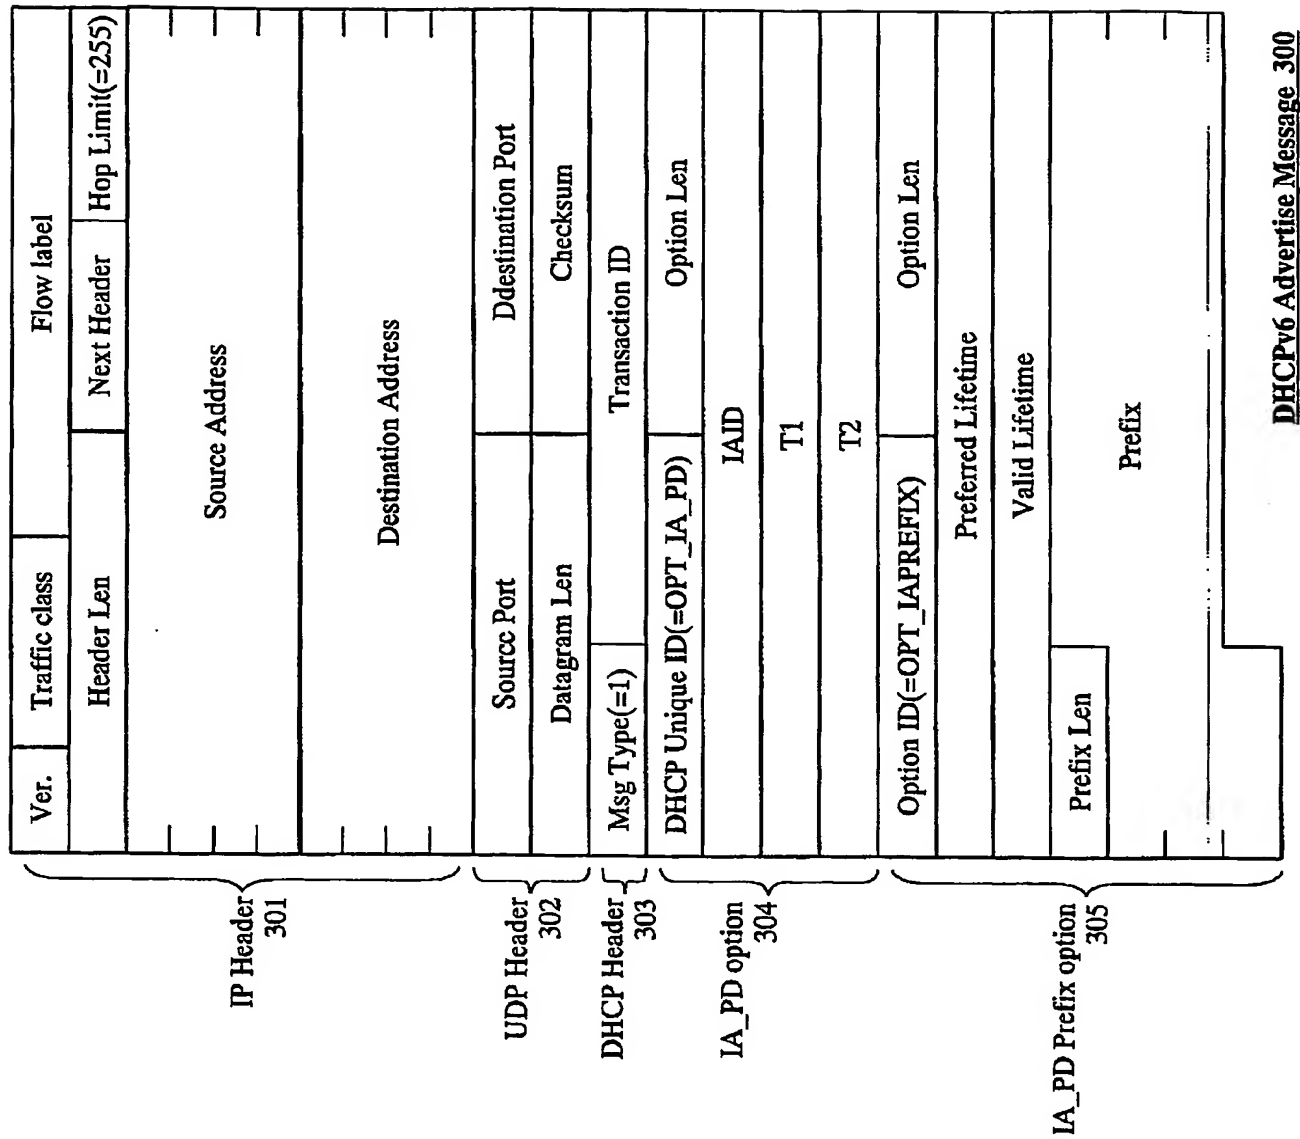 Ver.
Traffic class
Flow label
Header Len
Next Header
Hop Limit(=255)
Source Address
Destination Address
IP Header
301
Source Port
Ddestination Port
Datagram Len
Checksum
UDP Header
302
Msg Type(=1)
Transaction ID
DHCP Header
303
DHCP Unique ID(=OPT_IA_PD)
Option Len
IAID
T1
T2
IA_PD option
304
Option ID(=OPT_IAPREFIX)
Option Len
Preferred Lifetime
Valid Lifetime
Prefix Len
Prefix
IA_PD Prefix option
305
DHCPv6 Advertise Message 300